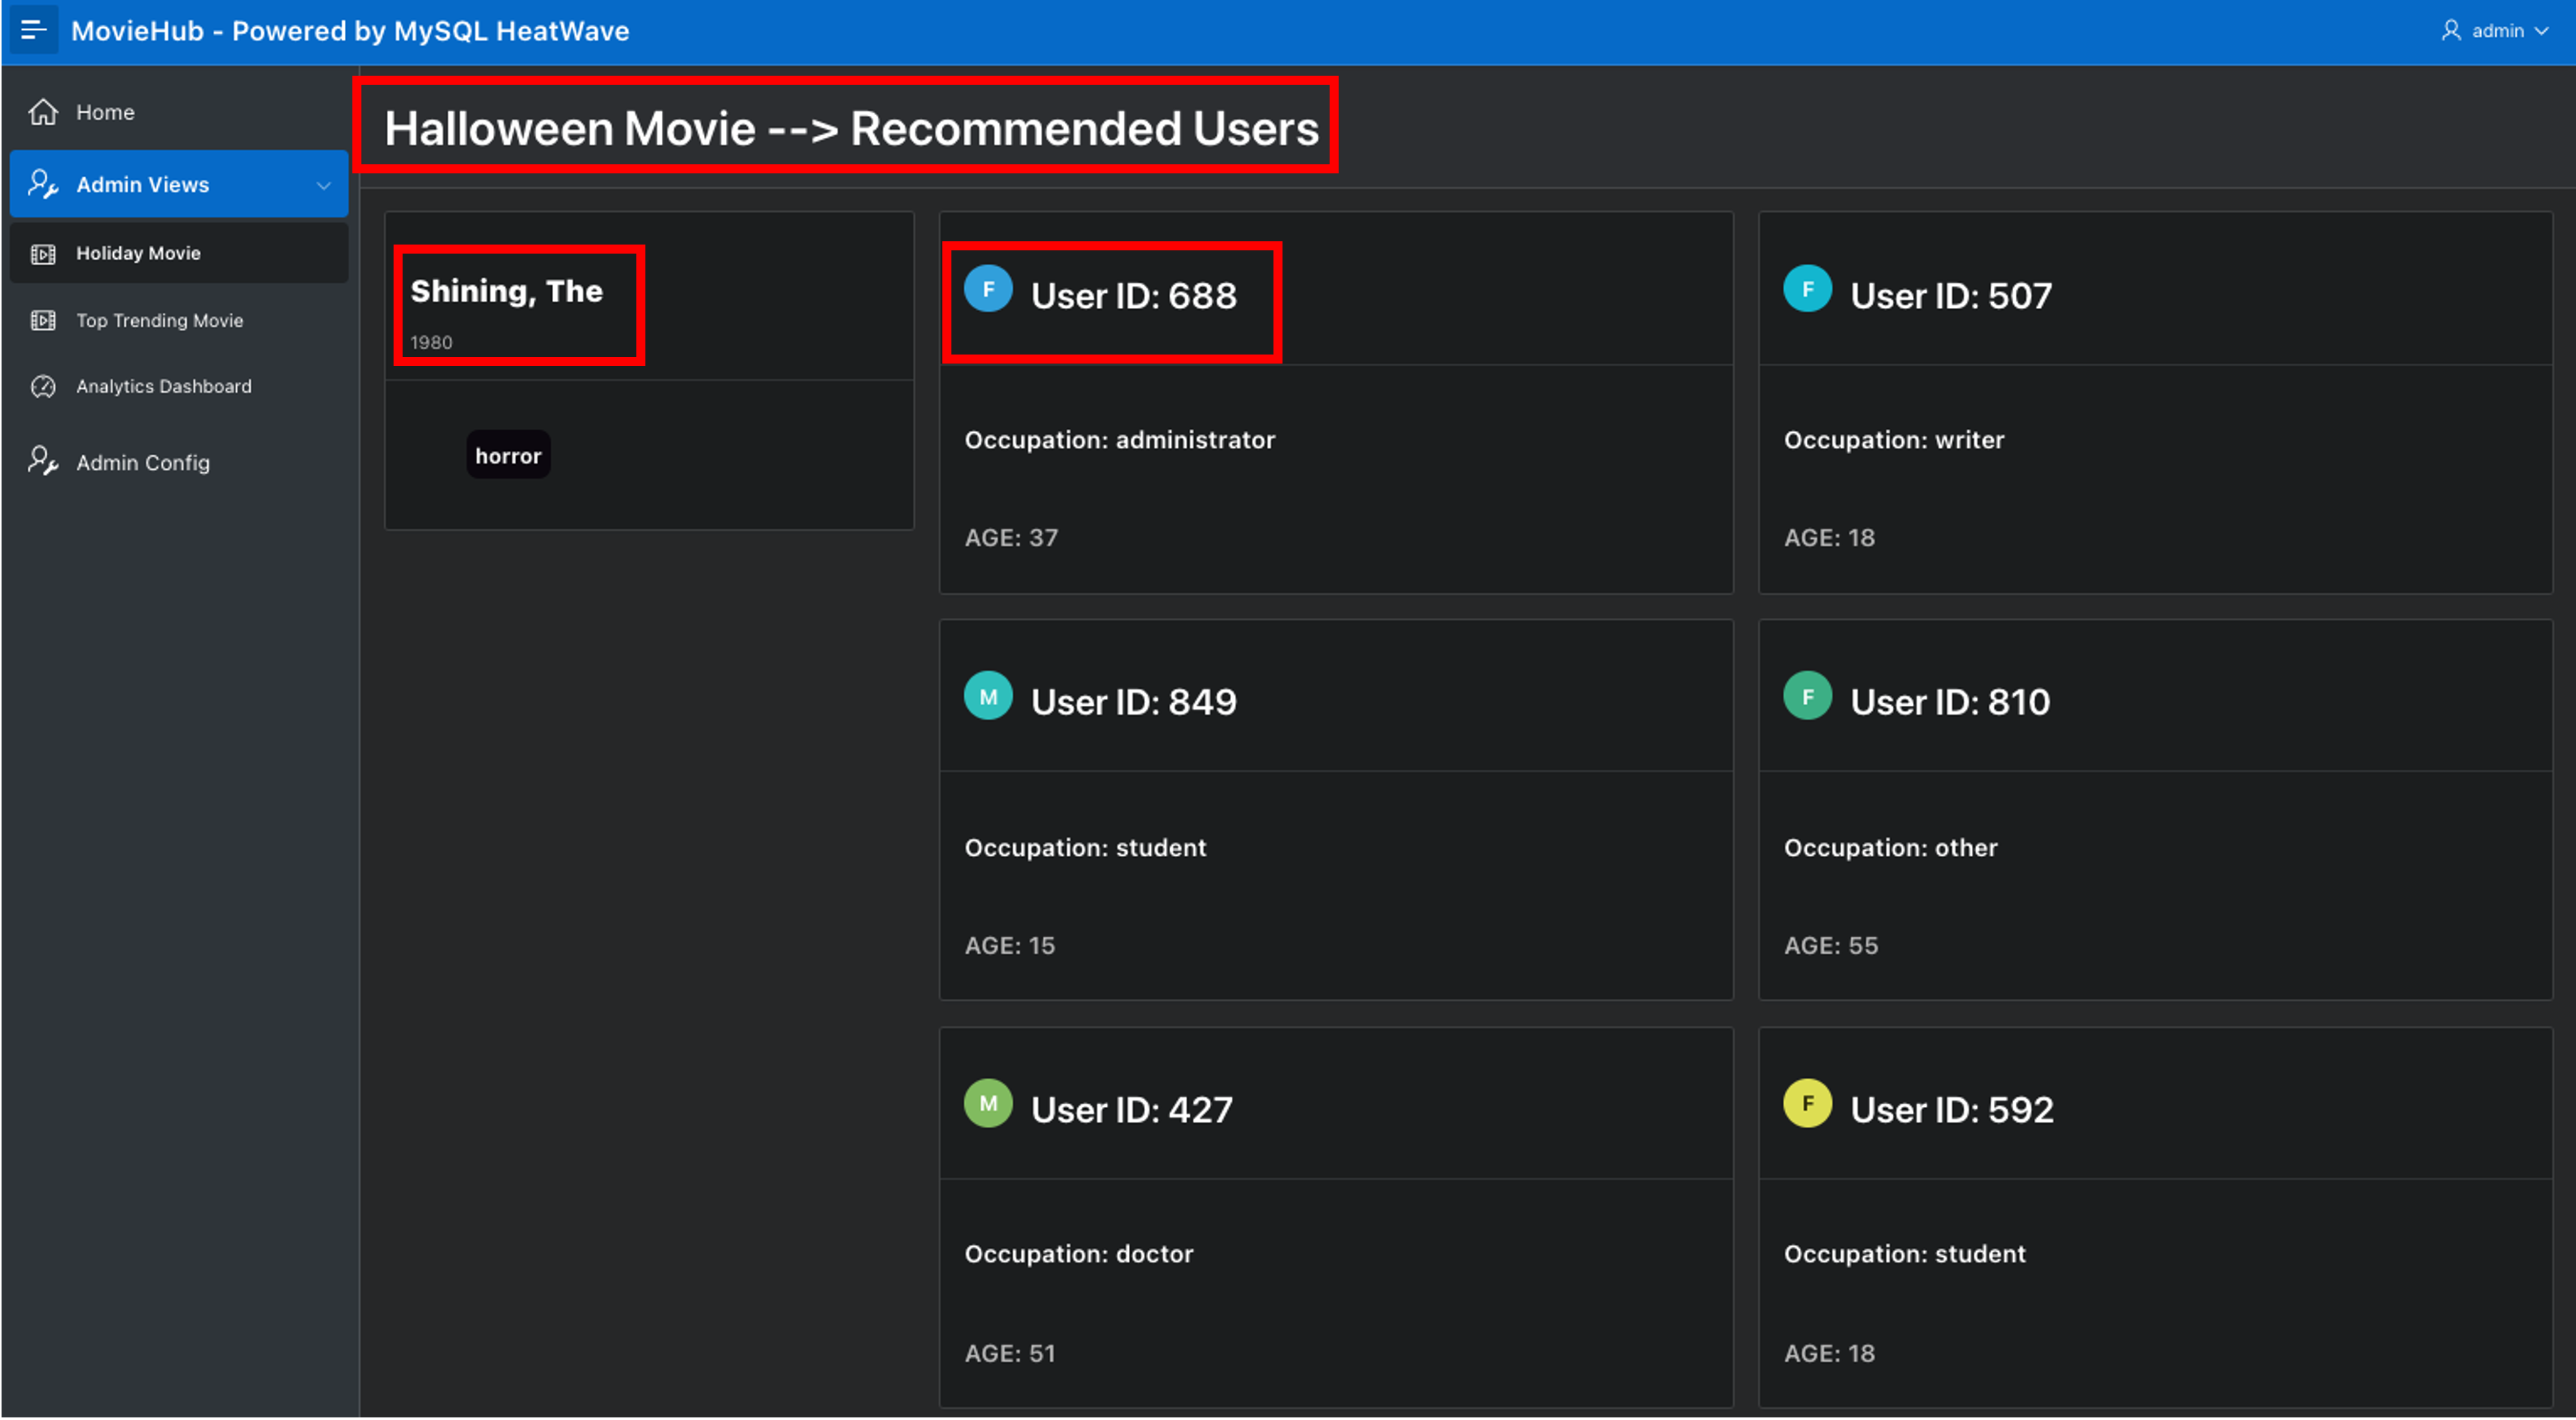 MovieHub - Powered by MySQL HeatWave
admin
Home
Admin Views
Holiday Movie
Top Trending Movie
Analytics Dashboard
Admin Config
Halloween Movie --> Recommended Users
Shining, The
1980
horror
F User ID: 688
Occupation: administrator
AGE: 37
F User ID: 507
Occupation: writer
AGE: 18
M User ID: 849
Occupation: student
AGE: 15
F User ID: 810
Occupation: other
AGE: 55
M User ID: 427
Occupation: doctor
AGE: 51
F User ID: 592
Occupation: student
AGE: 18